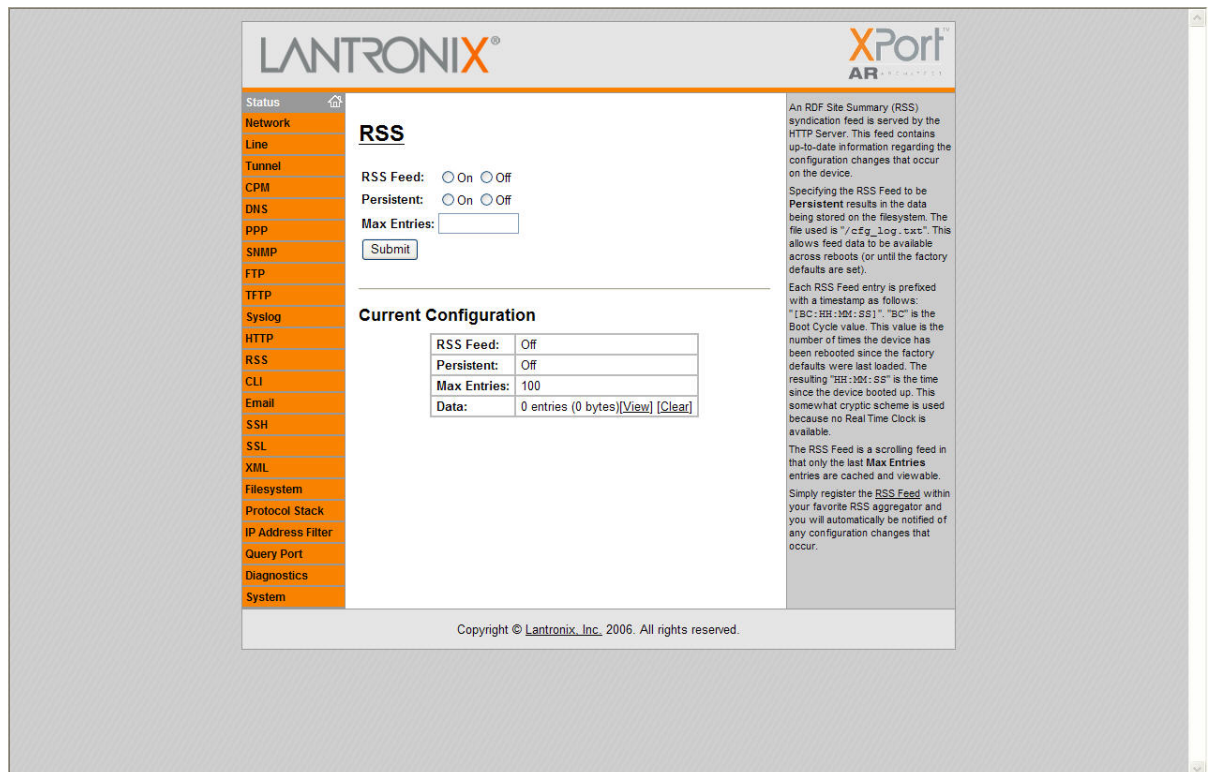 LANTRONIX®
XPort™
AR ARCHITECT
Status
Network
Line
Tunnel
CPM
DNS
PPP
SNMP
FTP
TFTP
Syslog
HTTP
RSS
CLI
Email
SSH
SSL
XML
Filesystem
Protocol Stack
IP Address Filter
Query Port
Diagnostics
System
RSS
RSS Feed: On Off
Persistent: On Off
Max Entries:
Submit
Current Configuration
RSS Feed: Off
Persistent: Off
Max Entries: 100
Data: 0 entries (0 bytes)[View] [Clear]
An RDF Site Summary (RSS)
syndication feed is served by the
HTTP Server. This feed contains
up-to-date information regarding the
configuration changes that occur
on the device.
Specifying the RSS Feed to be
Persistent results in the data
being stored on the filesystem. The
file used is "/cfg_log.txt". This
allows feed data to be available
across reboots (or until the factory
defaults are set).
Each RSS Feed entry is prefixed
with a timestamp as follows:
"[BC:HH:MM:SS]". "BC" is the
Boot Cycle value. This value is the
number of times the device has
been rebooted since the factory
defaults were last loaded. The
resulting "HH:MM:SS" is the time
since the device booted up. This
somewhat cryptic scheme is used
because no Real Time Clock is
available.
The RSS Feed is a scrolling feed in
that only the last Max Entries
entries are cached and viewable.
Simply register the RSS Feed within
your favorite RSS aggregator and
you will automatically be notified of
any configuration changes that
occur.
Copyright © Lantronix, Inc. 2006. All rights reserved.